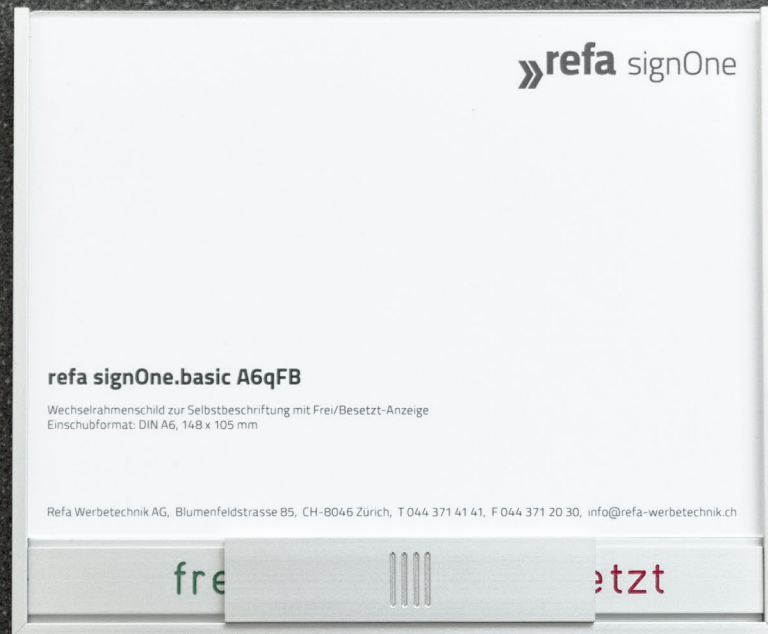 refa signOne
refa signOne.basic A6qFB
Wechselrahmenschild zur Selbstbeschriftung mit Frei/Besetzt-Anzeige
Einschubformat: DIN A6, 148 x 105 mm
Refa Werbetechnik AG, Blumenfeldstrasse 85, CH-8046 Zürich, T 044 371 41 41, F 044 371 20 30, info@refa-werbetechnik.ch
fre etzt